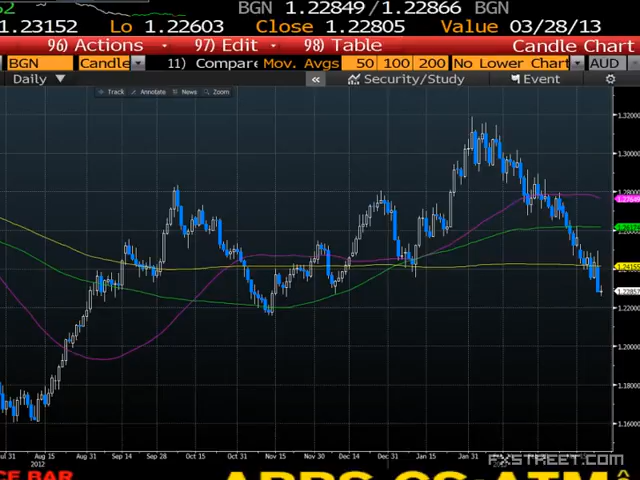 BGN 1.22849/1.22866 BGN
1.23152 Lo 1.22603 Close 1.22805 Value 03/28/13
96) Actions 97) Edit 98) Table Candle Chart
BGN Candle 11) Compare Mov. Avgs 50 100 200 No Lower Chart AUD
Daily « Security/Study Event
Track Annotate News Zoom
1.32000
1.30000
1.28000
1.27649
1.24155
1.22857
1.20000
1.18000
1.16000
Jul 31 Aug 15 Aug 31 Sep 14 Sep 28 Oct 15 Oct 31 Nov 15 Nov 30 Dec 14 Dec 31 Jan 15 Jan 31
2012
FXSTREET.COM